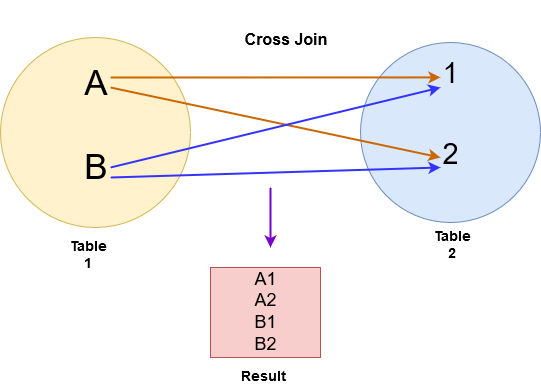 Cross Join
A
1
B
2
Table
1
Table
2
A1
A2
B1
B2
Result